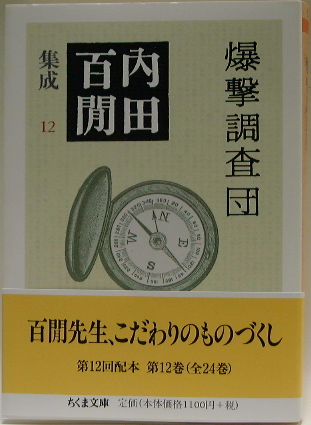 爆撃調査団
内田
百閒
集成
12
N
E
S
W
百閒先生、こだわりのものづくし
第12回配本 第12巻(全24巻)
ちくま文庫 定価(本体価格1100円+税)